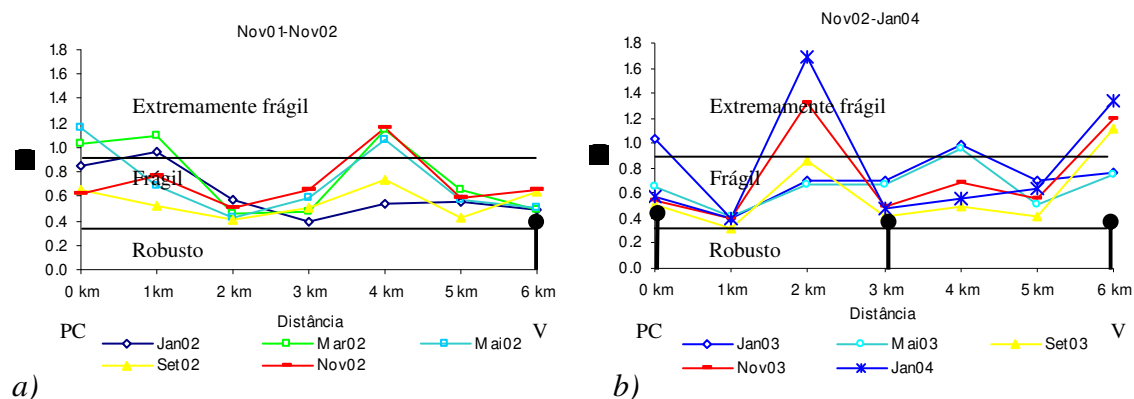 Nov01-Nov02
1.8
1.6
1.4
1.2
1.0
0.8
0.6
0.4
0.2
0.0
Extremamente frágil
Frágil
Robusto
0 km 1km 2 km 3 km 4 km 5 km 6 km
Distância
PC V
Jan02 Mar02 Mai02
Set02 Nov02
a)
Nov02-Jan04
1.8
1.6
1.4
1.2
1.0
0.8
0.6
0.4
0.2
0.0
Extremamente frágil
Frágil
Robusto
0 km 1 km 2 km 3 km 4 km 5 km 6 km
Distância
PC V
Jan03 Mai03 Set03
Nov03 Jan04
b)